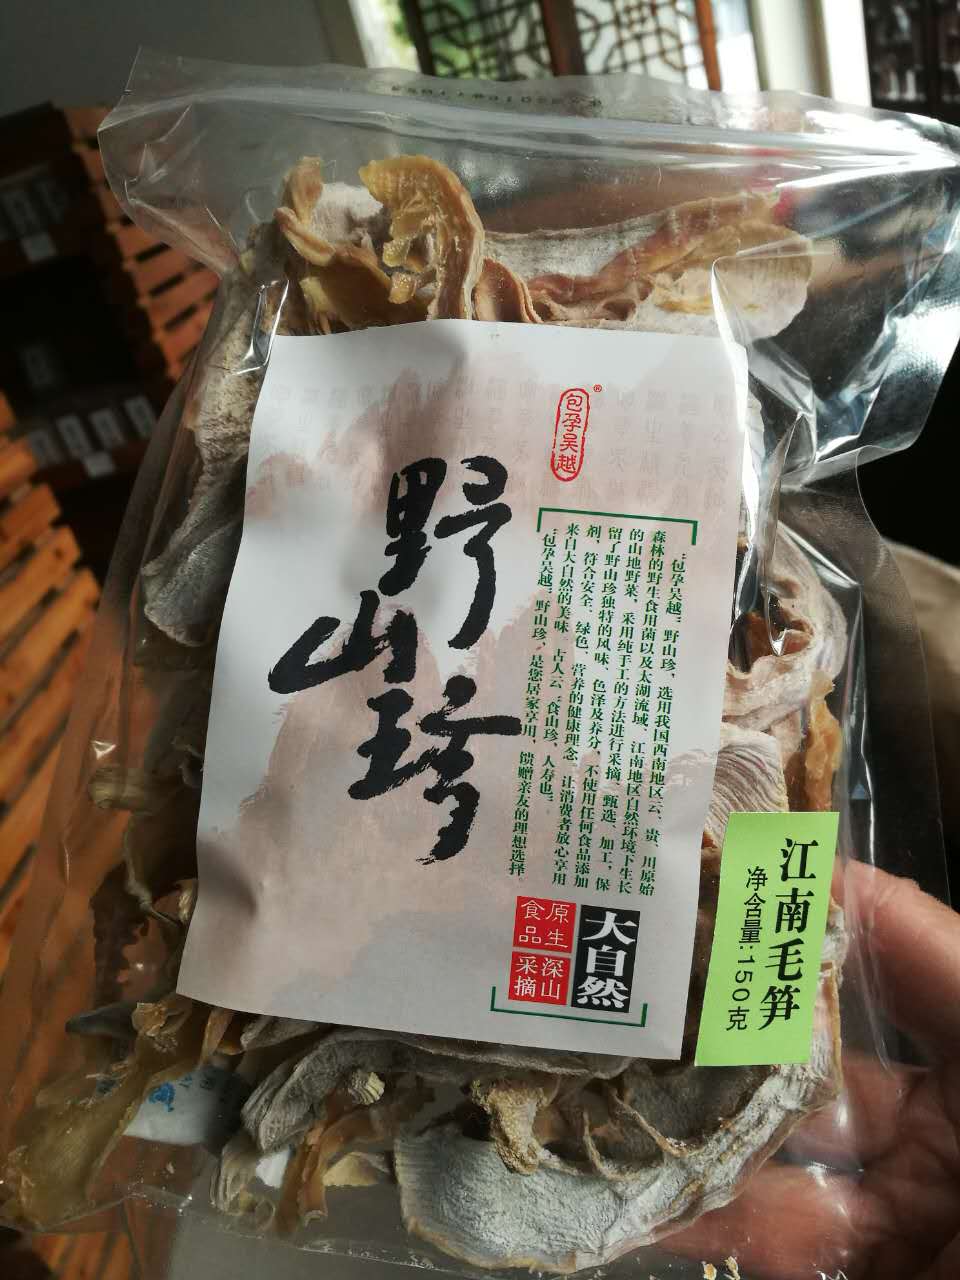 包孕吴越®
野山珍
“包孕吴越”野山珍，选用我国西南地区云、贵、川原始
森林的野生食用菌以及太湖流域、江南地区自然环境下生长
的山地野菜，采用纯手工的方法进行采摘、甄选、加工，保
留了野山珍独特的风味、色泽及养分，不使用任何食品添加
剂，符合安全、绿色、营养的健康理念，让消费者放心享用
来自大自然的美味。古人云“食山珍，人寿也”。
“包孕吴越”野山珍，是您居家享用、馈赠亲友的理想选择。
大自然
原生
食品
深山
采摘
江南毛笋
净含量:150克